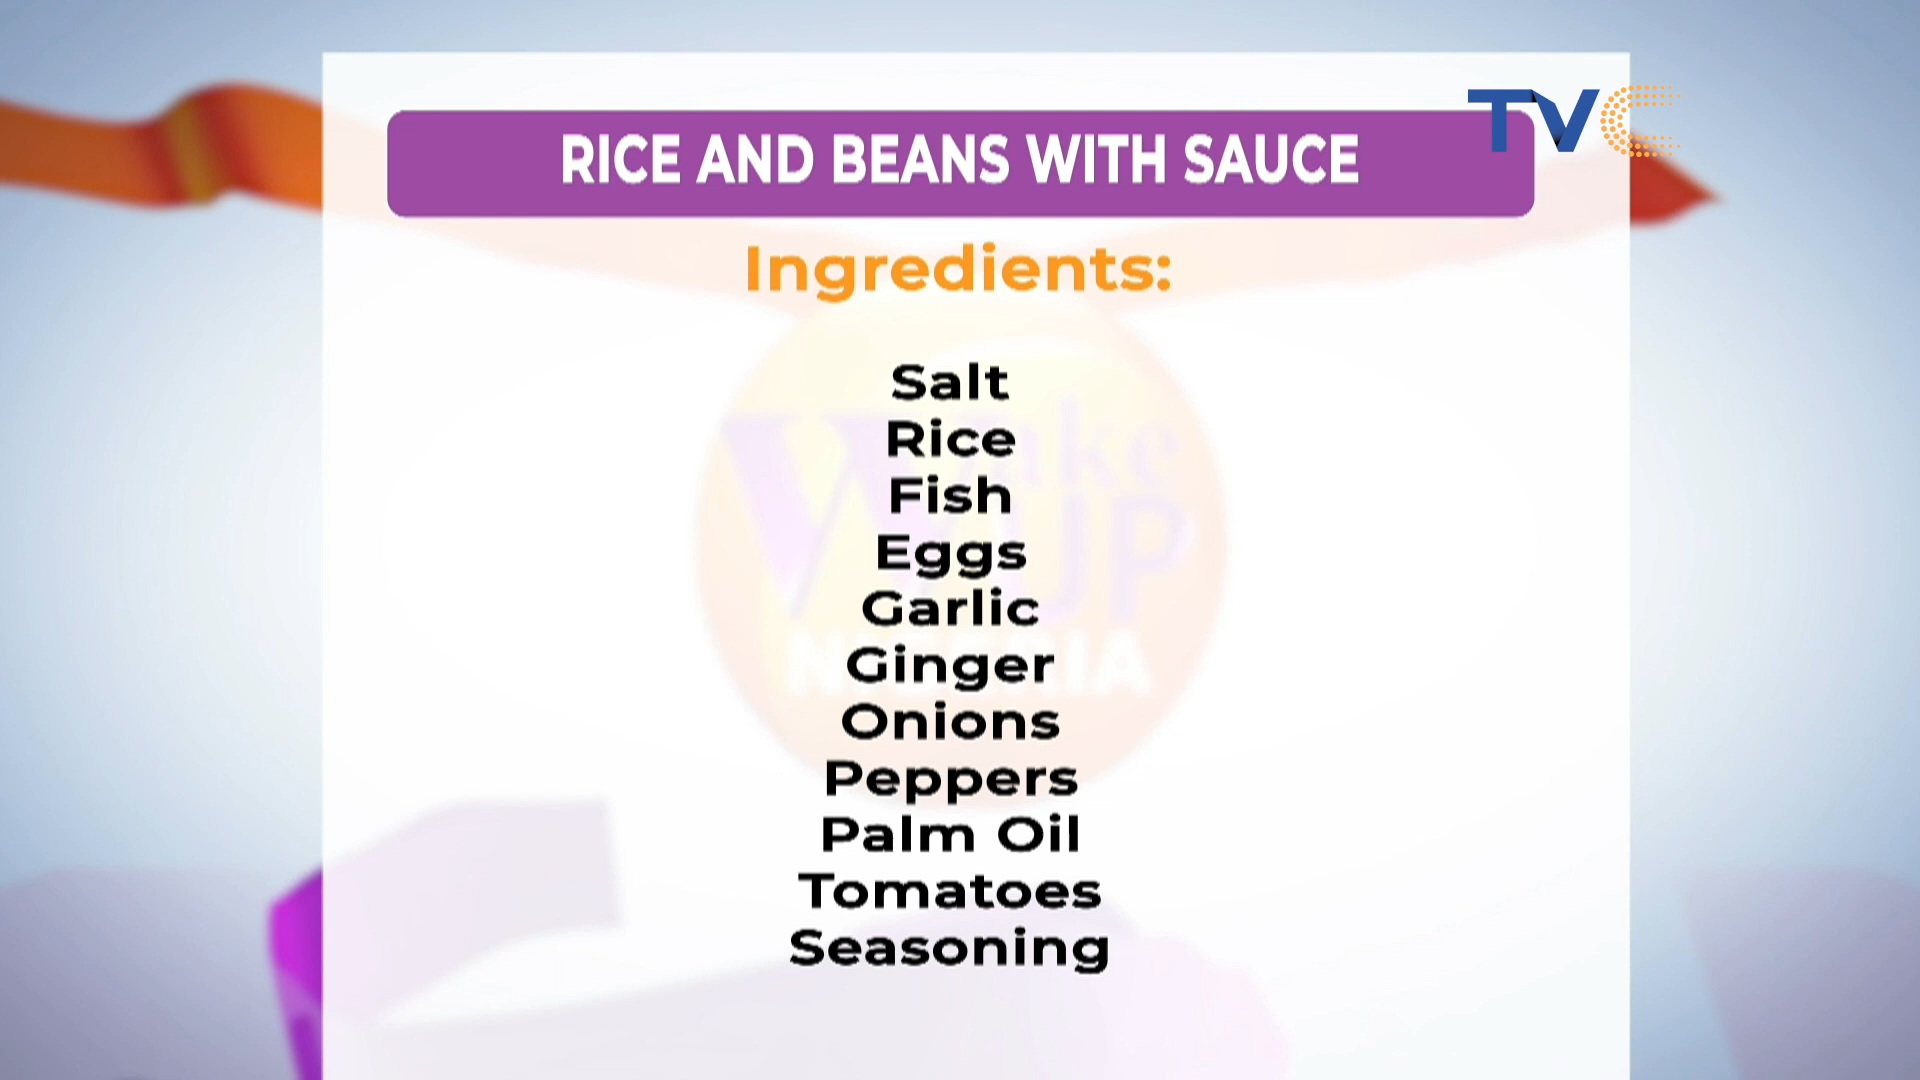 TVC
RICE AND BEANS WITH SAUCE
Ingredients:
Salt
Rice
Fish
Eggs
Garlic
Ginger
Onions
Peppers
Palm Oil
Tomatoes
Seasoning